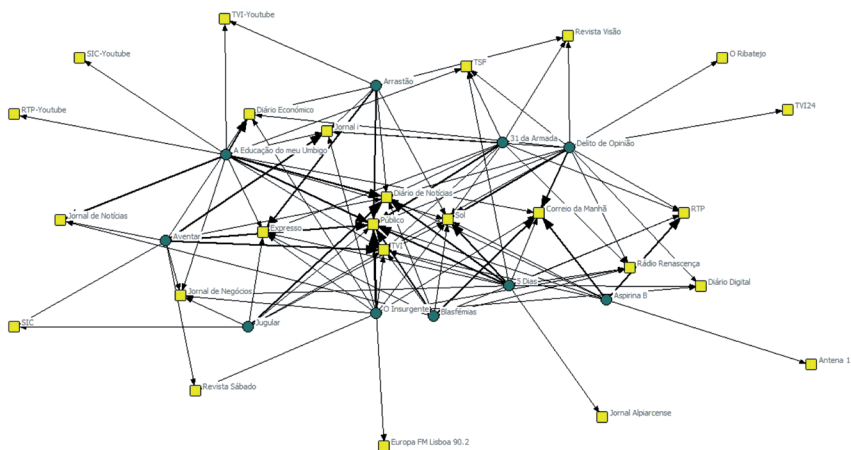 TVI-Youtube
Revista Visão
SIC-Youtube
O Ribatejo
TSF
Arrastão
RTP-Youtube
Diário Económico
TVI24
Jornal i
31 da Armada
Delito de Opinião
A Educação do meu Umbigo
Diário de Notícias
Jornal de Notícias
Público
Sol
Correio da Manhã
RTP
Expresso
Aventar
TVI
Rádio Renascença
5 Dias
Diário Digital
Jornal de Negócios
Aspirina B
O Insurgente
Blasfémias
SIC
Jugular
Antena 1
Revista Sábado
Jornal Alpiarcense
Europa FM Lisboa 90.2